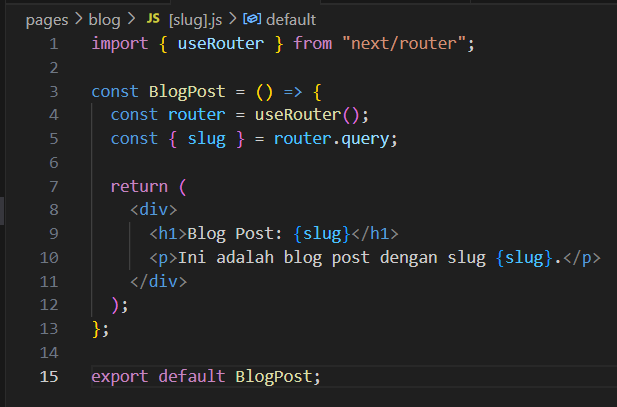 pages > blog > JS [slug].js > default
1 import { useRouter } from "next/router";
2
3 const BlogPost = () => {
4   const router = useRouter();
5   const { slug } = router.query;
6
7   return (
8     <div>
9       <h1>Blog Post: {slug}</h1>
10       <p>Ini adalah blog post dengan slug {slug}.</p>
11     </div>
12   );
13 };
14
15 export default BlogPost;